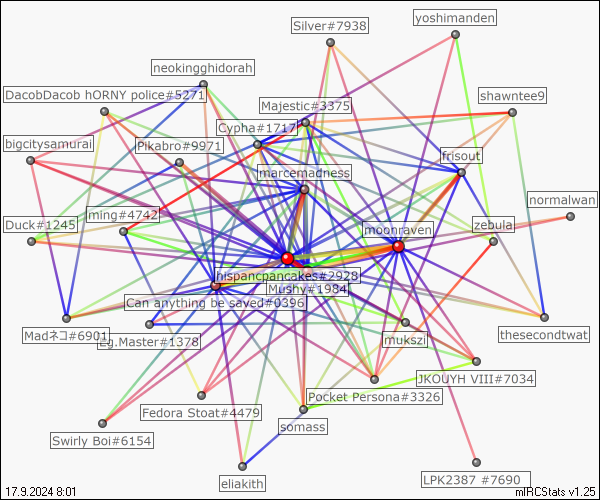 yoshimanden
Silver#7938
neokingghidorah
DacobDacob hORNY police#5271
Majestic#3375
shawntee9
Cypha#1717
bigcitysamurai
Pikabro#9971
frisout
marcemadness
normalwan
ming#4742
Duck#1245
moonraven
zebula
hispancpancakes#2928
Mushy#1984
Can anything be saved#0396
Madネコ#6901
Eg.Master#1378
mukszi
thesecondtwat
JKOUYH VIII#7034
Pocket Persona#3326
Fedora Stoat#4479
somass
Swirly Boi#6154
eliakith
LPK2387 #7690
17.9.2024 8:01
mIRCStats v1.25